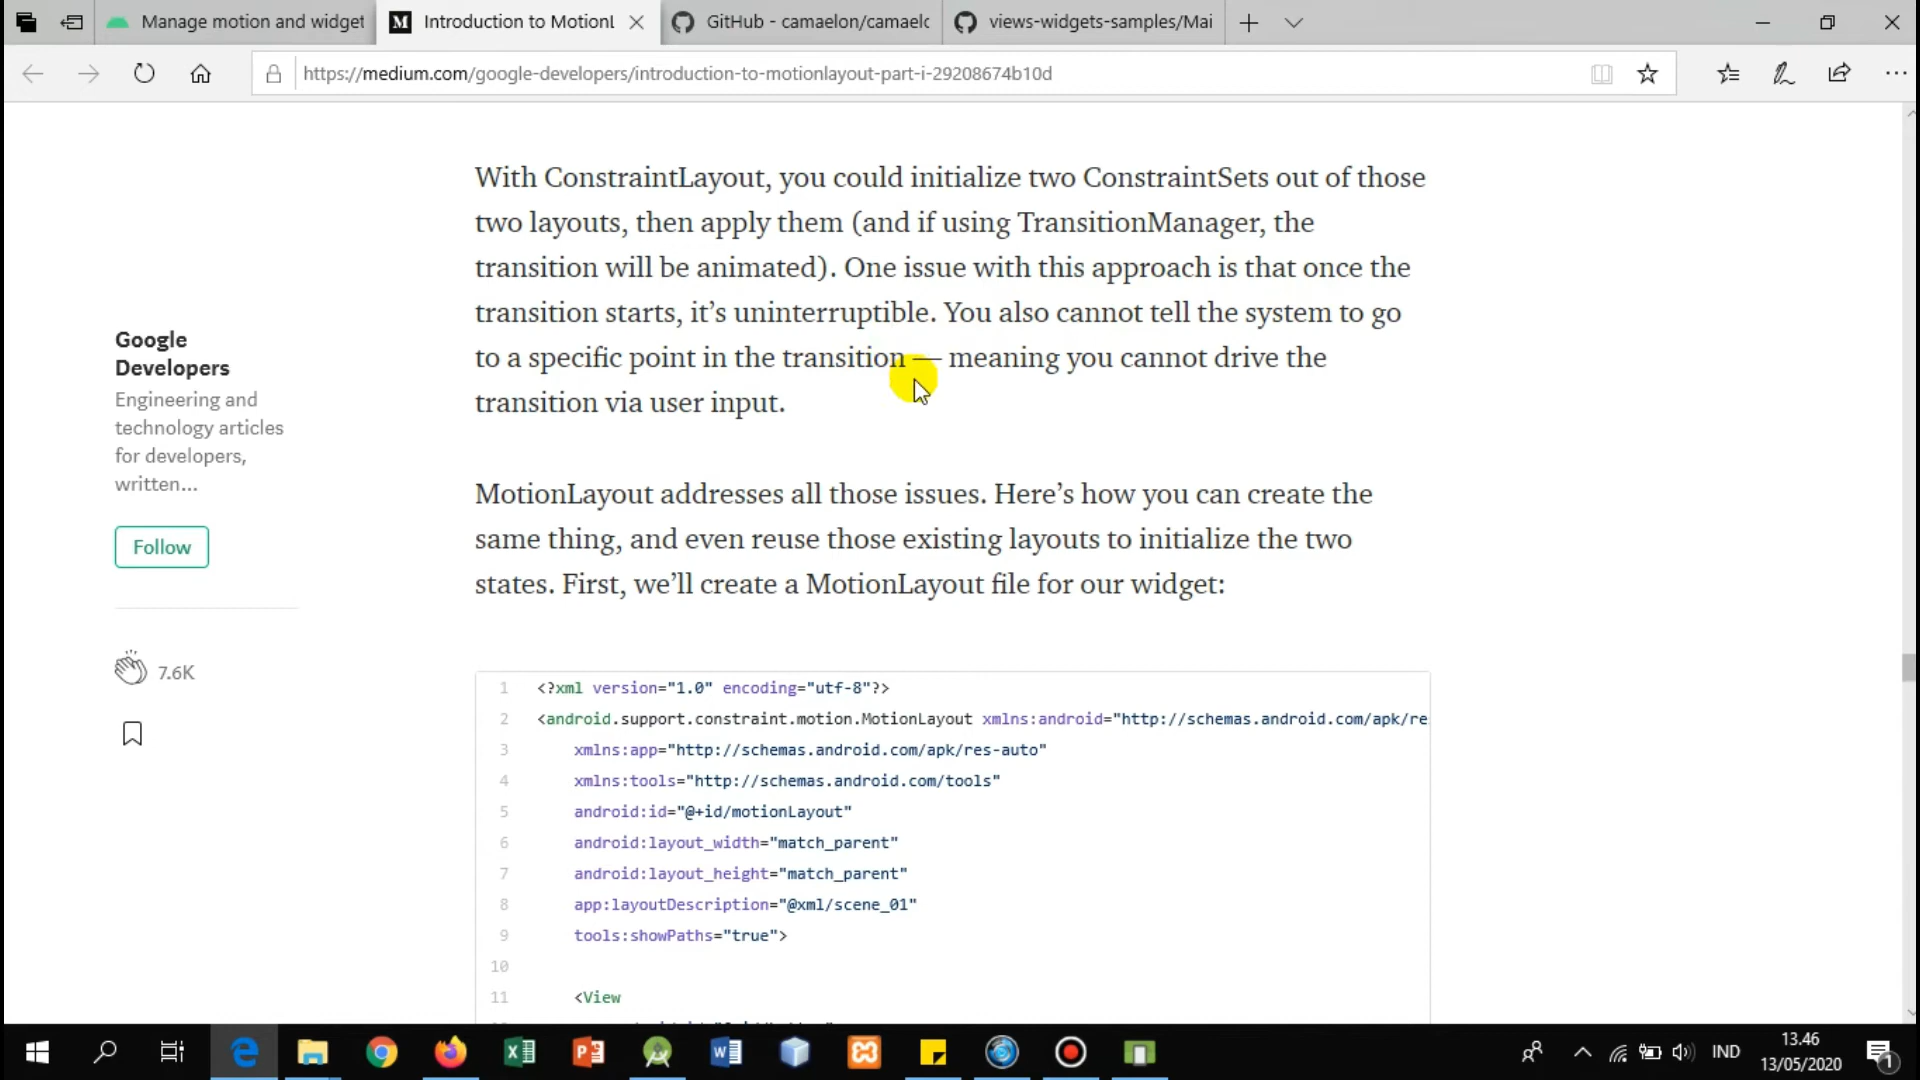 Manage motion and widget
Introduction to MotionL
GitHub - camaelon/camaelo
views-widgets-samples/Mai
https://medium.com/google-developers/introduction-to-motionlayout-part-i-29208674b10d
With ConstraintLayout, you could initialize two ConstraintSets out of those
two layouts, then apply them (and if using TransitionManager, the
transition will be animated). One issue with this approach is that once the
transition starts, it’s uninterruptible. You also cannot tell the system to go
to a specific point in the transition — meaning you cannot drive the
transition via user input.
MotionLayout addresses all those issues. Here’s how you can create the
same thing, and even reuse those existing layouts to initialize the two
states. First, we’ll create a MotionLayout file for our widget:
Google
Developers
Engineering and
technology articles
for developers,
written...
Follow
7.6K
1 <?xml version="1.0" encoding="utf-8"?>
2 <android.support.constraint.motion.MotionLayout xmlns:android="http://schemas.android.com/apk/re
3 xmlns:app="http://schemas.android.com/apk/res-auto"
4 xmlns:tools="http://schemas.android.com/tools"
5 android:id="@+id/motionLayout"
6 android:layout_width="match_parent"
7 android:layout_height="match_parent"
8 app:layoutDescription="@xml/scene_01"
9 tools:showPaths="true">
10
11 <View
IND
13.46
13/05/2020
1